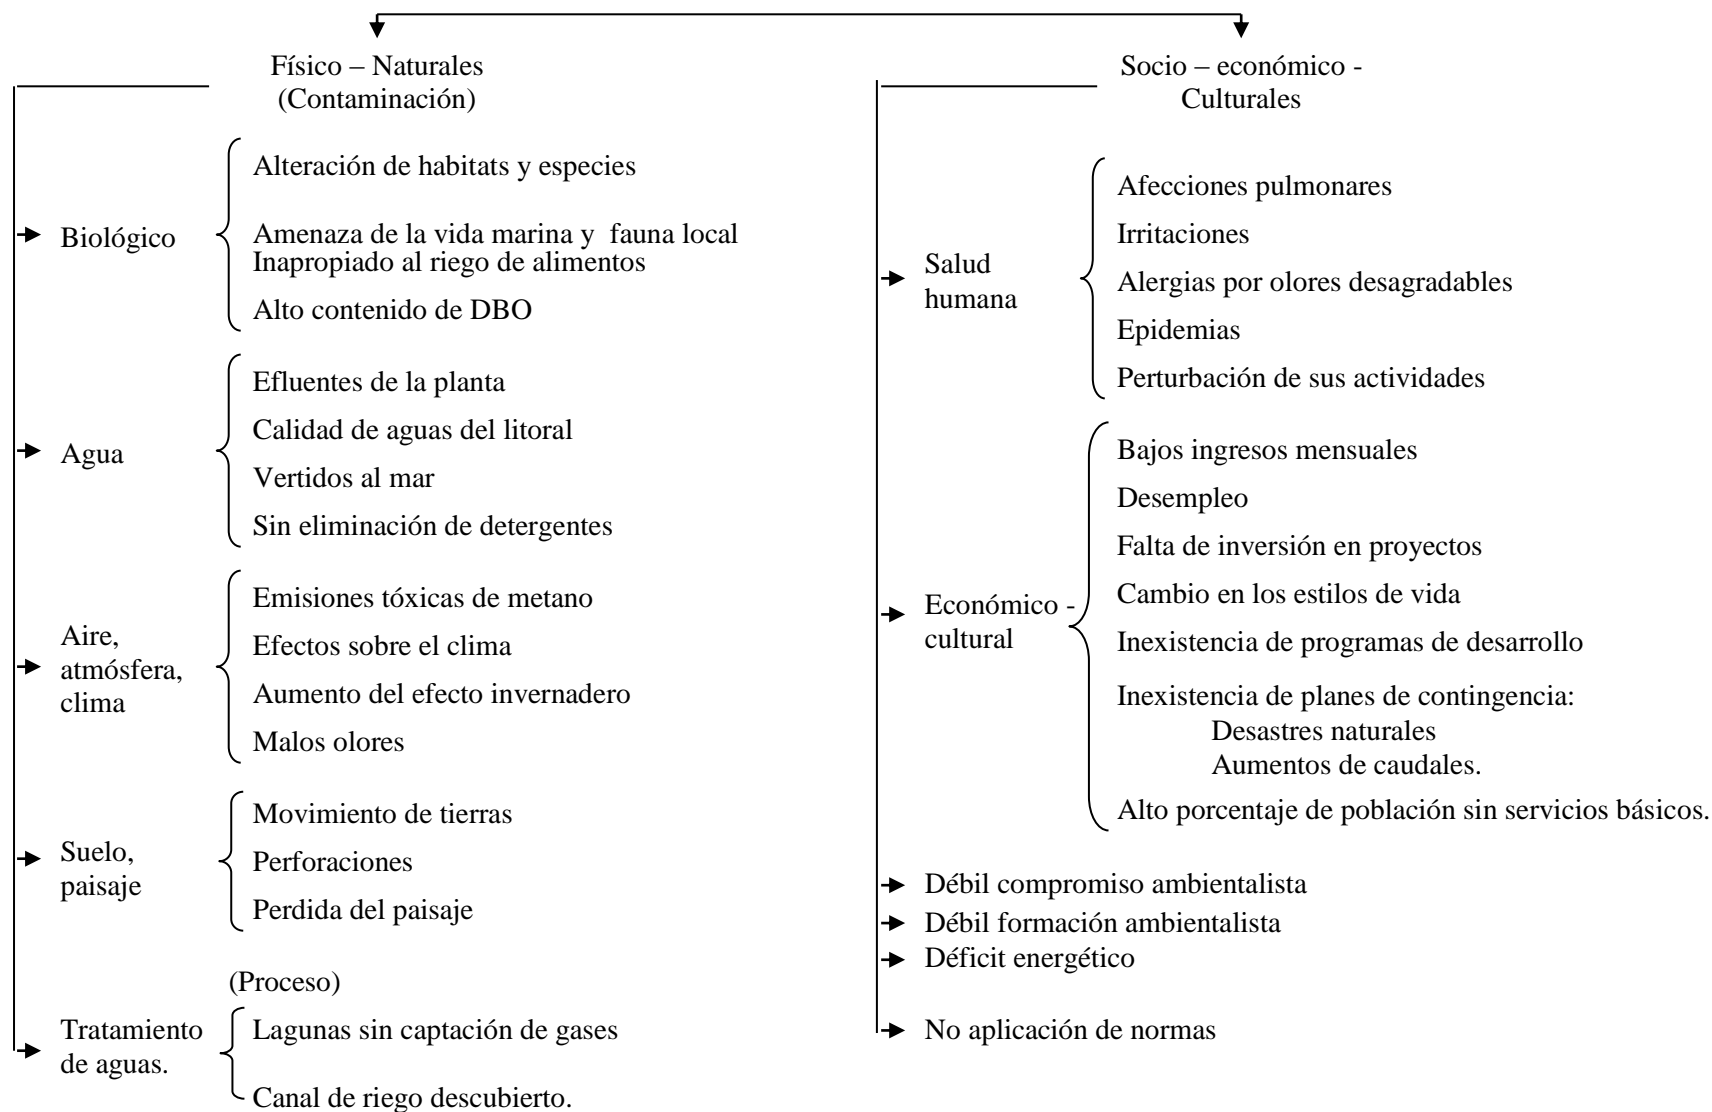 Físico – Naturales
(Contaminación)
Biológico
Alteración de habitats y especies
Amenaza de la vida marina y fauna local
Inapropiado al riego de alimentos
Alto contenido de DBO
Agua
Efluentes de la planta
Calidad de aguas del litoral
Vertidos al mar
Sin eliminación de detergentes
Aire,
atmósfera,
clima
Emisiones tóxicas de metano
Efectos sobre el clima
Aumento del efecto invernadero
Malos olores
Suelo,
paisaje
Movimiento de tierras
Perforaciones
Perdida del paisaje
(Proceso)
Tratamiento
de aguas.
Lagunas sin captación de gases
Canal de riego descubierto.
Socio – económico -
Culturales
Salud
humana
Afecciones pulmonares
Irritaciones
Alergias por olores desagradables
Epidemias
Perturbación de sus actividades
Económico -
cultural
Bajos ingresos mensuales
Desempleo
Falta de inversión en proyectos
Cambio en los estilos de vida
Inexistencia de programas de desarrollo
Inexistencia de planes de contingencia:
Desastres naturales
Aumentos de caudales.
Alto porcentaje de población sin servicios básicos.
Débil compromiso ambientalista
Débil formación ambientalista
Déficit energético
No aplicación de normas